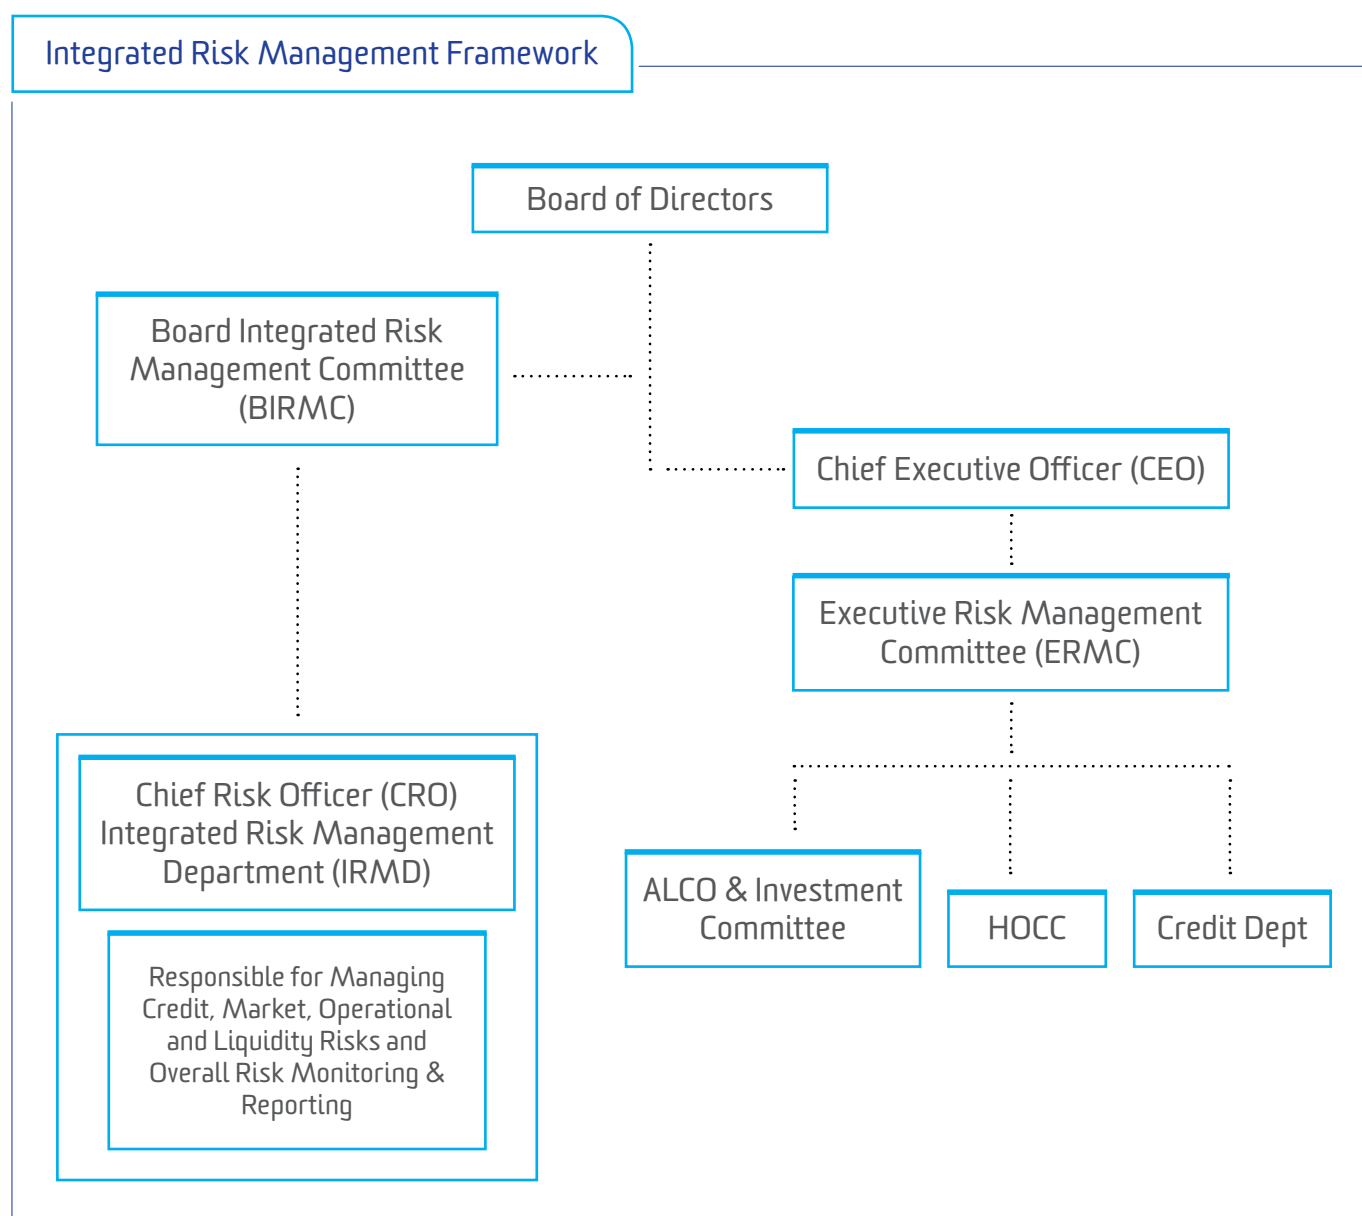 Integrated Risk Management Framework
Board of Directors
Board Integrated Risk
Management Committee
(BIRMC)
Chief Executive Officer (CEO)
Executive Risk Management
Committee (ERMC)
Chief Risk Officer (CRO)
Integrated Risk Management
Department (IRMD)
Responsible for Managing
Credit, Market, Operational
and Liquidity Risks and
Overall Risk Monitoring &
Reporting
ALCO & Investment
Committee
HOCC
Credit Dept